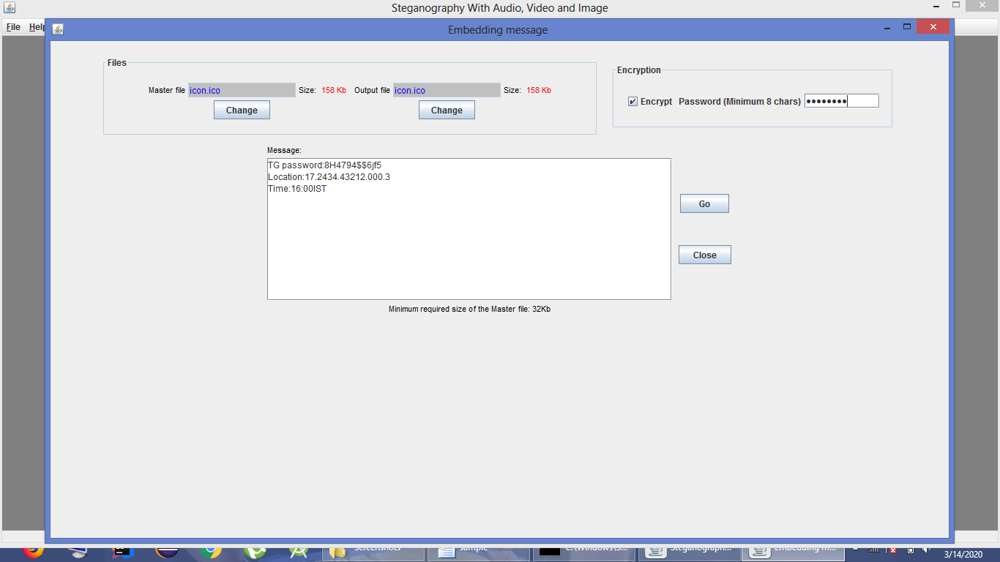 Steganography With Audio, Video and Image
File Help
Embedding message
Files
Master file icon.ico Size: 158 Kb Output file icon.ico Size: 158 Kb
Change Change
Encryption
Encrypt Password (Minimum 8 chars) ••••••••
Message:
TG password:8H4794$$6jf5
Location:17.2434.43212.000.3
Time:16:00IST
Go
Close
Minimum required size of the Master file: 32Kb
Screenshots sample C:\Windows\S... Steganograph... Embedding m...
3/14/2020